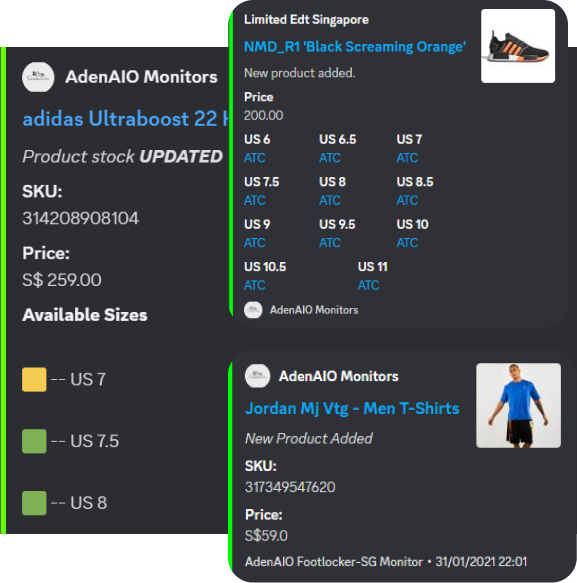 AdenAIO Monitors
adidas Ultraboost 22
Product stock UPDATED
SKU:
314208908104
Price:
S$ 259.00
Available Sizes
-- US 7
-- US 7.5
-- US 8
Limited Edt Singapore
NMD_R1 'Black Screaming Orange'
New product added.
Price
200.00
US 6 US 6.5 US 7
ATC ATC ATC
US 7.5 US 8 US 8.5
ATC ATC ATC
US 9 US 9.5 US 10
ATC ATC ATC
US 10.5 US 11
ATC ATC
AdenAIO Monitors
AdenAIO Monitors
Jordan Mj Vtg - Men T-Shirts
New Product Added
SKU:
317349547620
Price:
S$59.0
AdenAIO Footlocker-SG Monitor • 31/01/2021 22:01